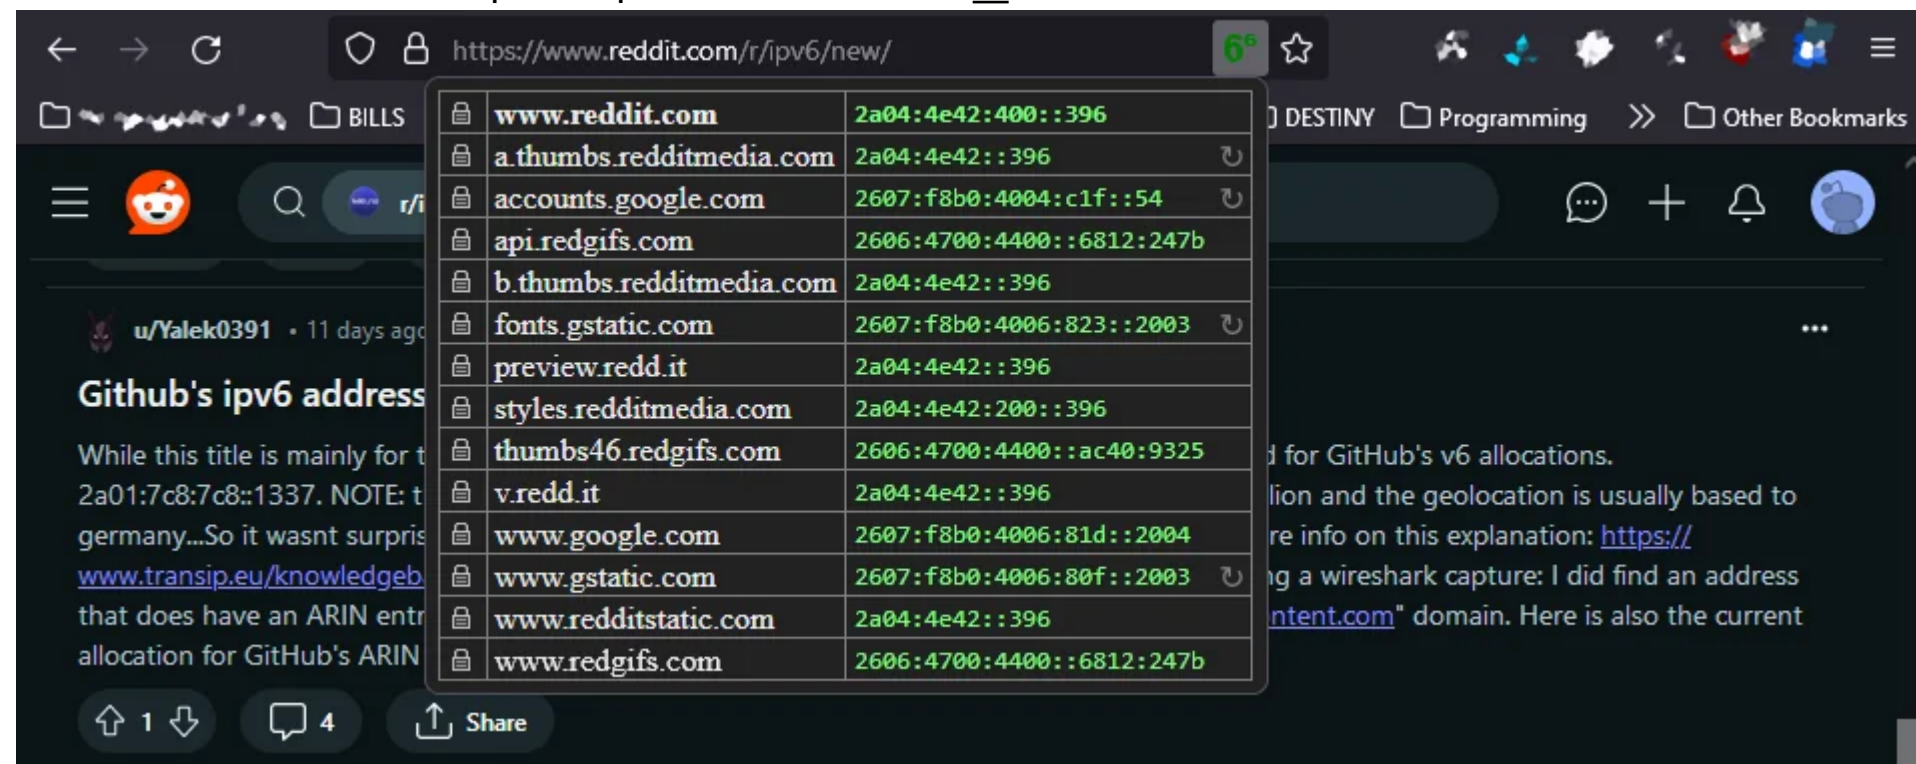 https://www.reddit.com/r/ipv6/new/ 6⁶
BILLS DESTINY Programming Other Bookmarks
www.reddit.com 2a04:4e42:400::396
a.thumbs.redditmedia.com 2a04:4e42::396
accounts.google.com 2607:f8b0:4004:c1f::54
api.redgifs.com 2606:4700:4400::6812:247b
b.thumbs.redditmedia.com 2a04:4e42::396
fonts.gstatic.com 2607:f8b0:4006:823::2003
preview.redd.it 2a04:4e42::396
styles.redditmedia.com 2a04:4e42:200::396
thumbs46.redgifs.com 2606:4700:4400::ac40:9325
v.redd.it 2a04:4e42::396
www.google.com 2607:f8b0:4006:81d::2004
www.gstatic.com 2607:f8b0:4006:80f::2003
www.redditstatic.com 2a04:4e42::396
www.redgifs.com 2606:4700:4400::6812:247b
r/i
u/Yalek0391 • 11 days ago
Github's ipv6 address
While this title is mainly for t d for GitHub's v6 allocations.
2a01:7c8:7c8::1337. NOTE: t lion and the geolocation is usually based to
germany...So it wasnt surpris re info on this explanation: https://
www.transip.eu/knowledgeb ng a wireshark capture: I did find an address
that does have an ARIN entr ntent.com" domain. Here is also the current
allocation for GitHub's ARIN
1 4 Share